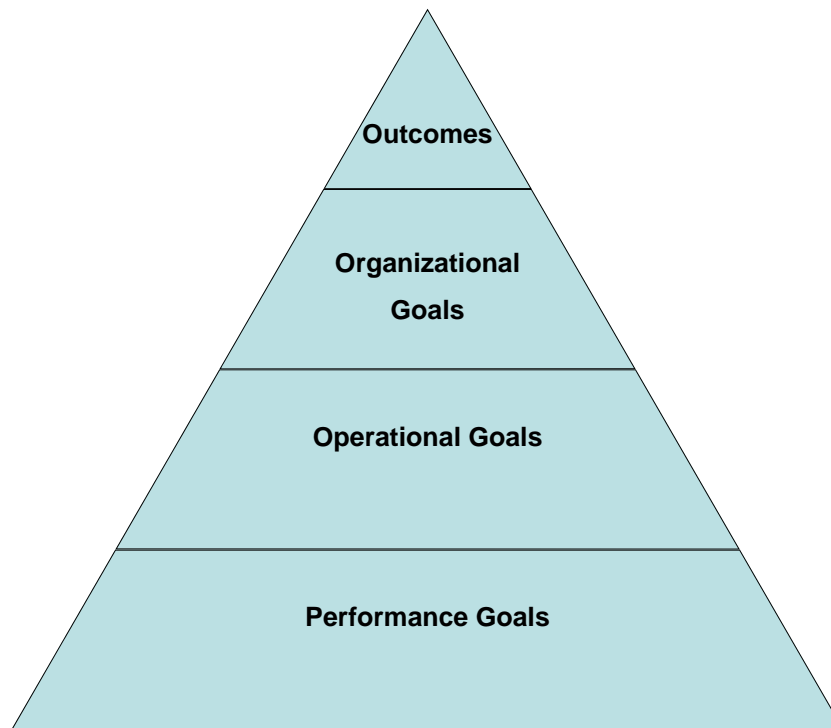 Outcomes
Organizational
Goals
Operational Goals
Performance Goals